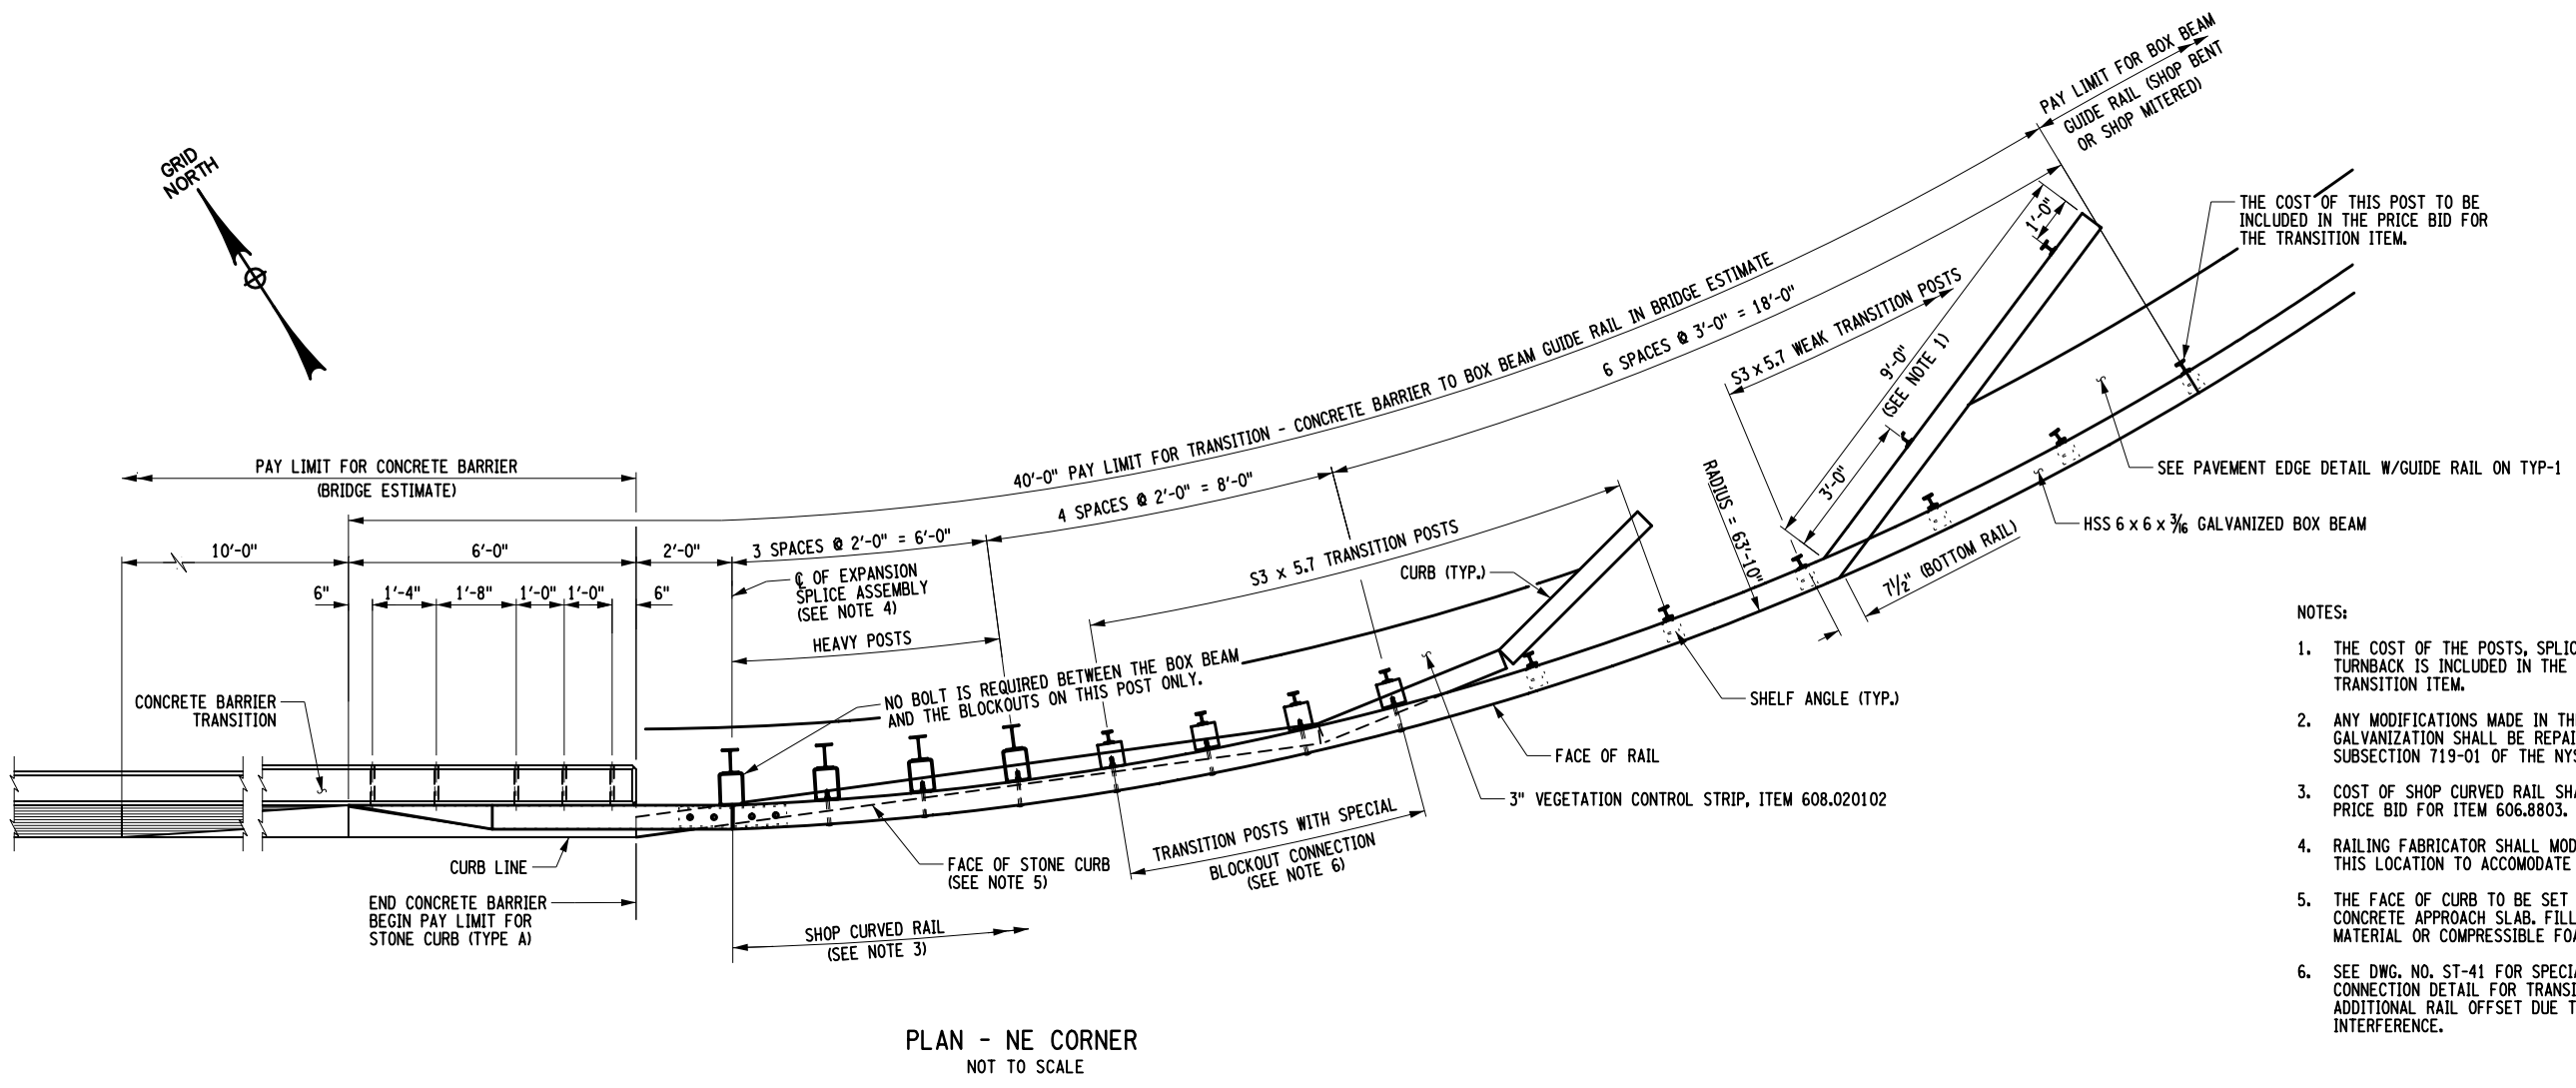 PAY LIMIT FOR BOX BEAM
GUIDE RAIL (SHOP BENT
OR SHOP MITERED)
GRID
NORTH
THE COST OF THIS POST TO BE
INCLUDED IN THE PRICE BID FOR
THE TRANSITION ITEM.
1'-0"
40'-0" PAY LIMIT FOR TRANSITION - CONCRETE BARRIER TO BOX BEAM GUIDE RAIL IN BRIDGE ESTIMATE
6 SPACES @ 3'-0" = 18'-0"
S3 x 5.7 WEAK TRANSITION POSTS
9'-0"
(SEE NOTE 1)
3'-0"
PAY LIMIT FOR CONCRETE BARRIER
(BRIDGE ESTIMATE)
4 SPACES @ 2'-0" = 8'-0"
RADIUS = 63'-10"
SEE PAVEMENT EDGE DETAIL W/GUIDE RAIL ON TYP-1
HSS 6 x 6 x 3/16 GALVANIZED BOX BEAM
7 1/2" (BOTTOM RAIL)
10'-0"
6'-0"
2'-0"
3 SPACES @ 2'-0" = 6'-0"
S3 x 5.7 TRANSITION POSTS
CURB (TYP.)
6"
1'-4"
1'-8"
1'-0"
1'-0"
6"
℄ OF EXPANSION
SPLICE ASSEMBLY
(SEE NOTE 4)
HEAVY POSTS
NO BOLT IS REQUIRED BETWEEN THE BOX BEAM
AND THE BLOCKOUTS ON THIS POST ONLY.
CONCRETE BARRIER
TRANSITION
SHELF ANGLE (TYP.)
FACE OF RAIL
3" VEGETATION CONTROL STRIP, ITEM 608.020102
TRANSITION POSTS WITH SPECIAL
BLOCKOUT CONNECTION
(SEE NOTE 6)
CURB LINE
FACE OF STONE CURB
(SEE NOTE 5)
END CONCRETE BARRIER
BEGIN PAY LIMIT FOR
STONE CURB (TYPE A)
SHOP CURVED RAIL
(SEE NOTE 3)
PLAN - NE CORNER
NOT TO SCALE
NOTES:
1. THE COST OF THE POSTS, SPLIC
TURNBACK IS INCLUDED IN THE
TRANSITION ITEM.
2. ANY MODIFICATIONS MADE IN TH
GALVANIZATION SHALL BE REPAI
SUBSECTION 719-01 OF THE NYS
3. COST OF SHOP CURVED RAIL SHA
PRICE BID FOR ITEM 606.8803.
4. RAILING FABRICATOR SHALL MOD
THIS LOCATION TO ACCOMODATE
5. THE FACE OF CURB TO BE SET
CONCRETE APPROACH SLAB. FILL
MATERIAL OR COMPRESSIBLE FOA
6. SEE DWG. NO. ST-41 FOR SPECIA
CONNECTION DETAIL FOR TRANSI
ADDITIONAL RAIL OFFSET DUE T
INTERFERENCE.